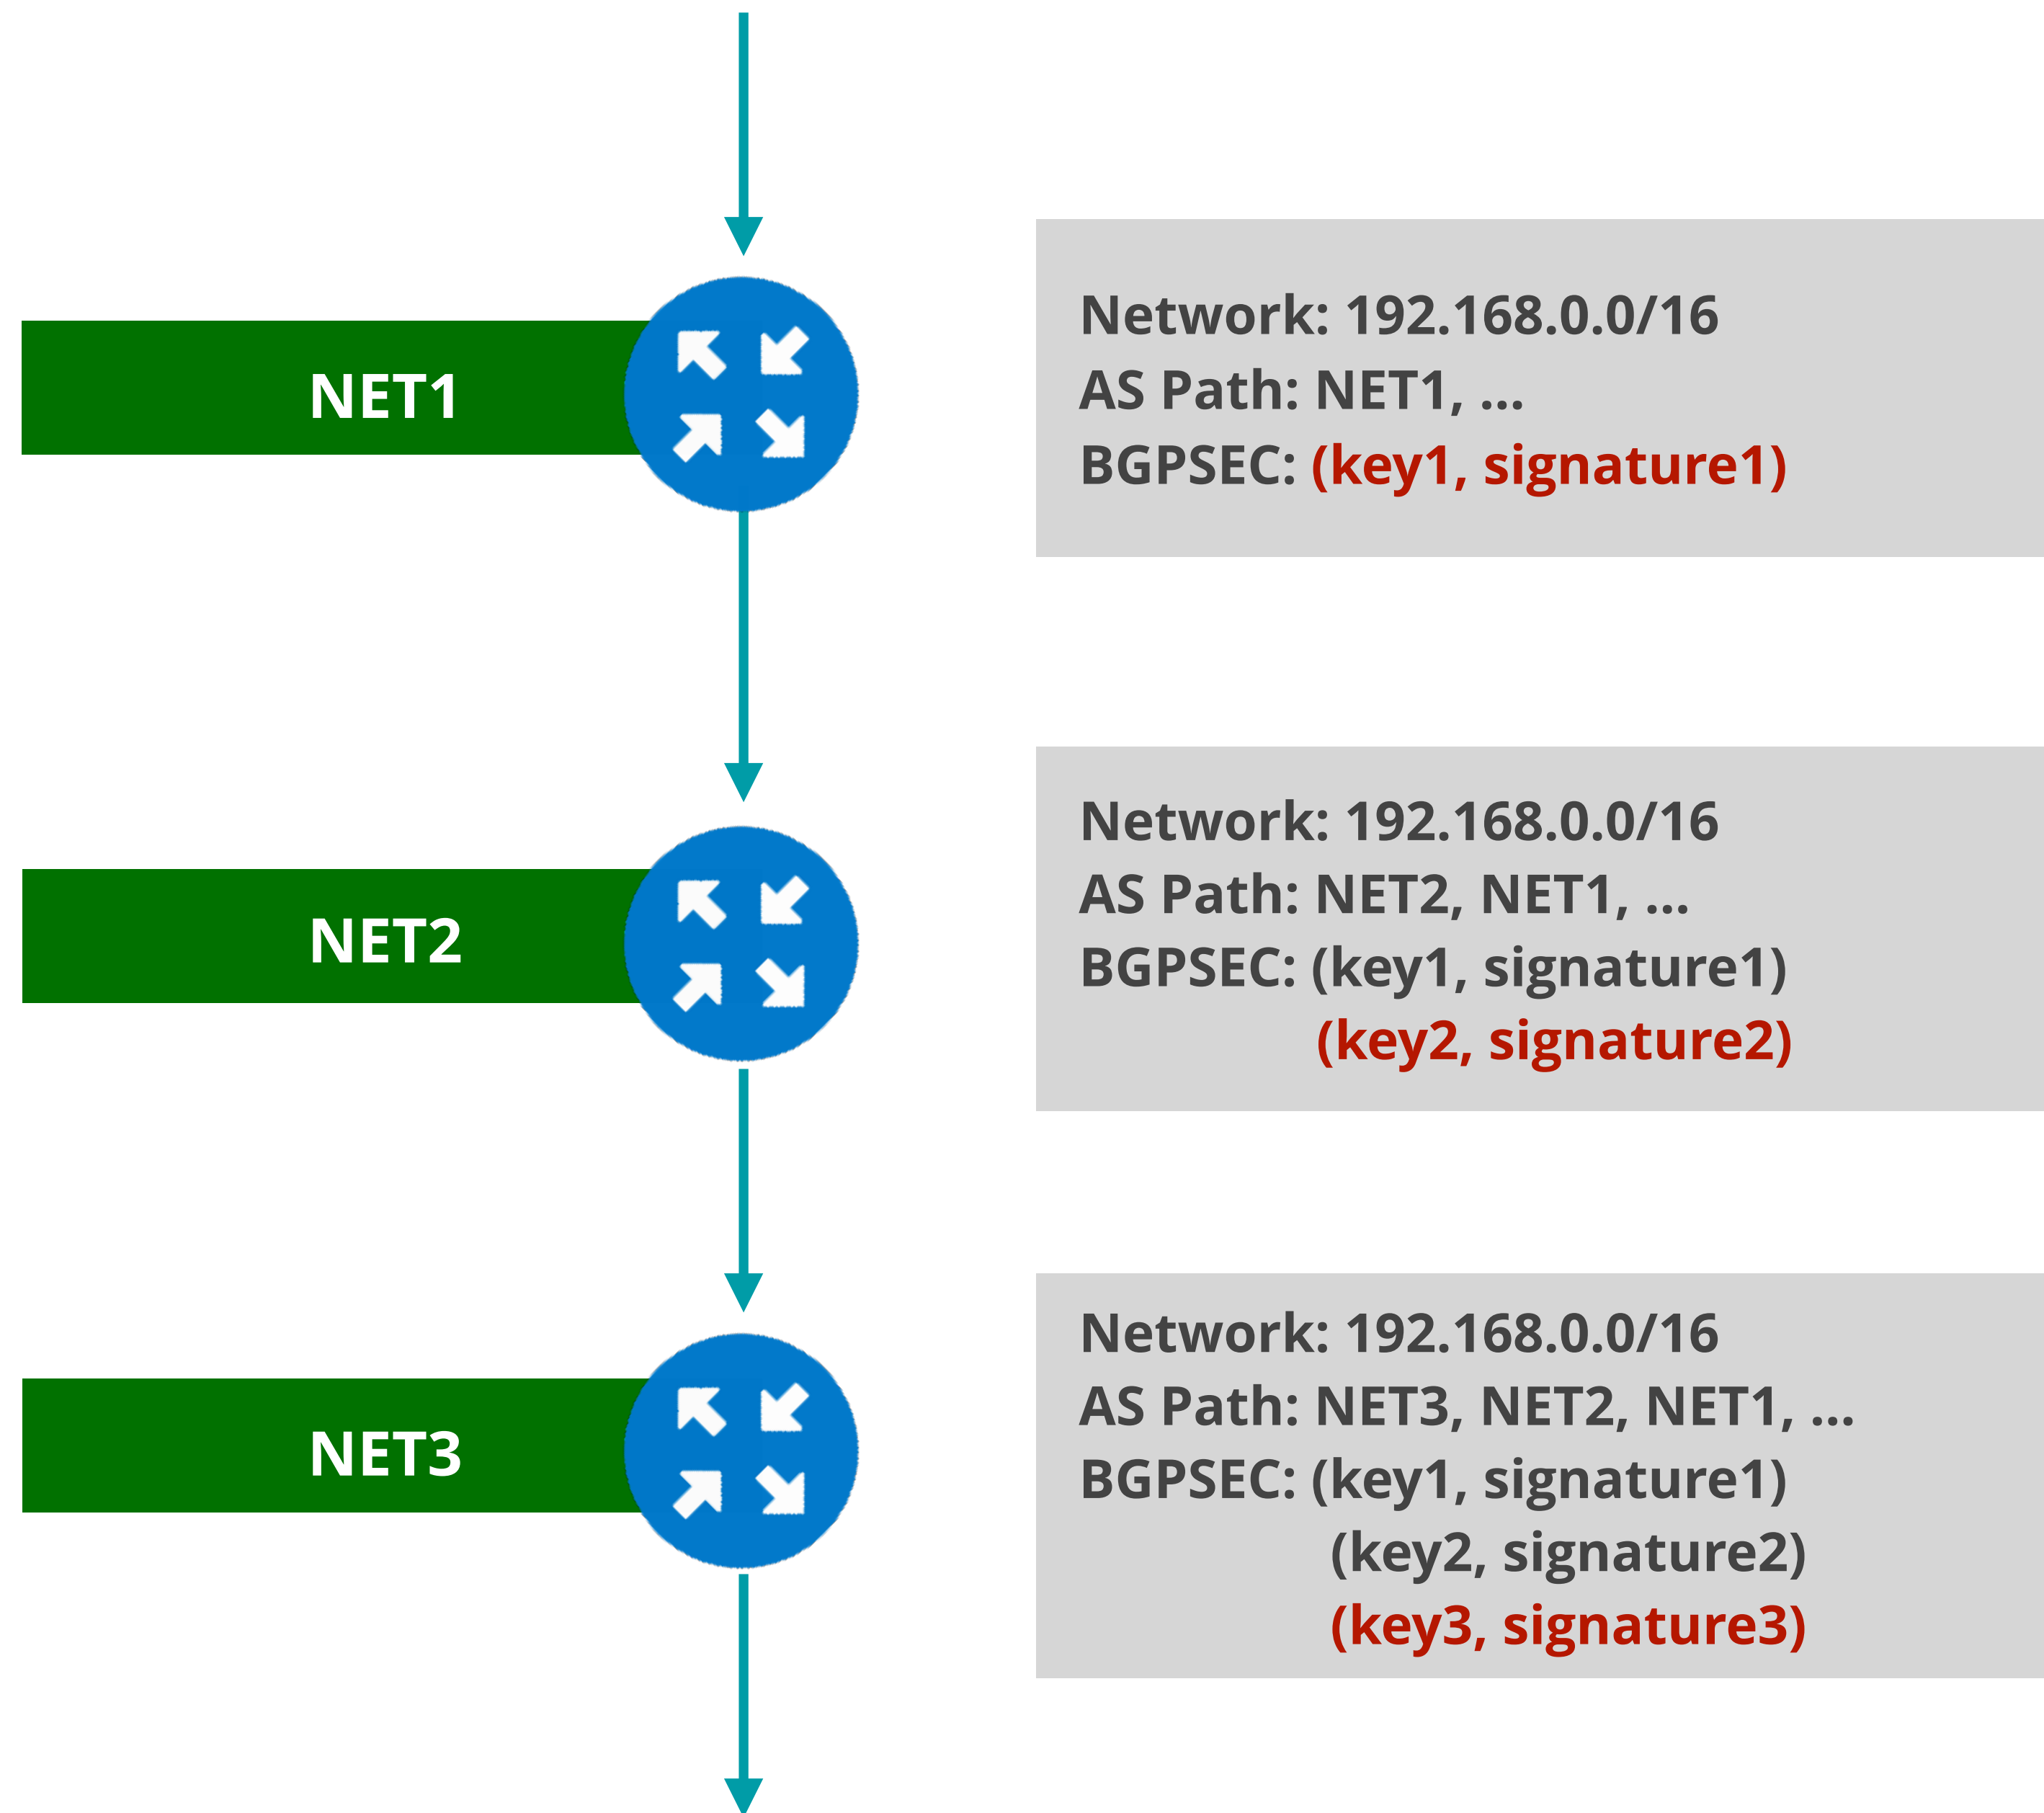 NET1
Network: 192.168.0.0/16
AS Path: NET1, ...
BGPSEC: (key1, signature1)
NET2
Network: 192.168.0.0/16
AS Path: NET2, NET1, ...
BGPSEC: (key1, signature1)
(key2, signature2)
NET3
Network: 192.168.0.0/16
AS Path: NET3, NET2, NET1, ...
BGPSEC: (key1, signature1)
(key2, signature2)
(key3, signature3)